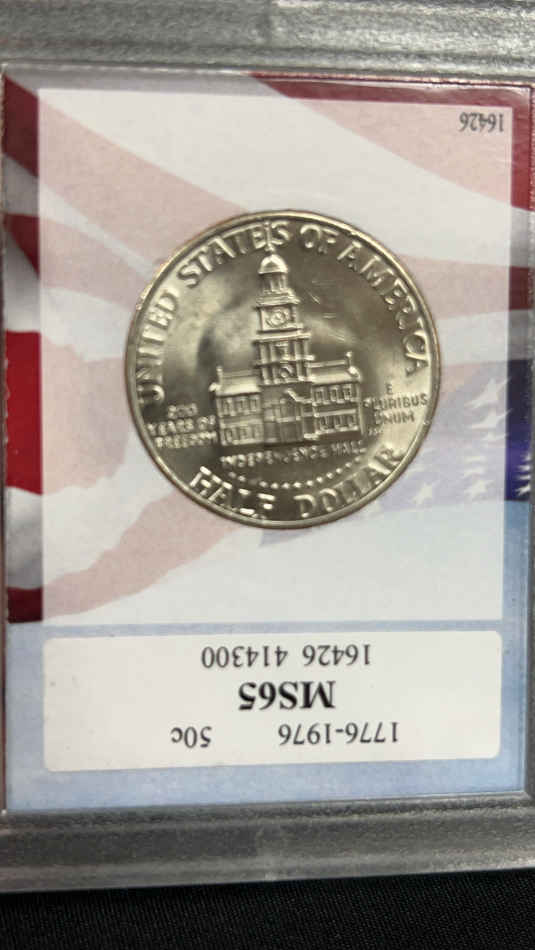 16426
UNITED STATES OF AMERICA
200
YEARS OF
FREEDOM
E
PLURIBUS
UNUM
INDEPENDENCE HALL
HALF DOLLAR
1776-1976 50c
MS65
16426 414300